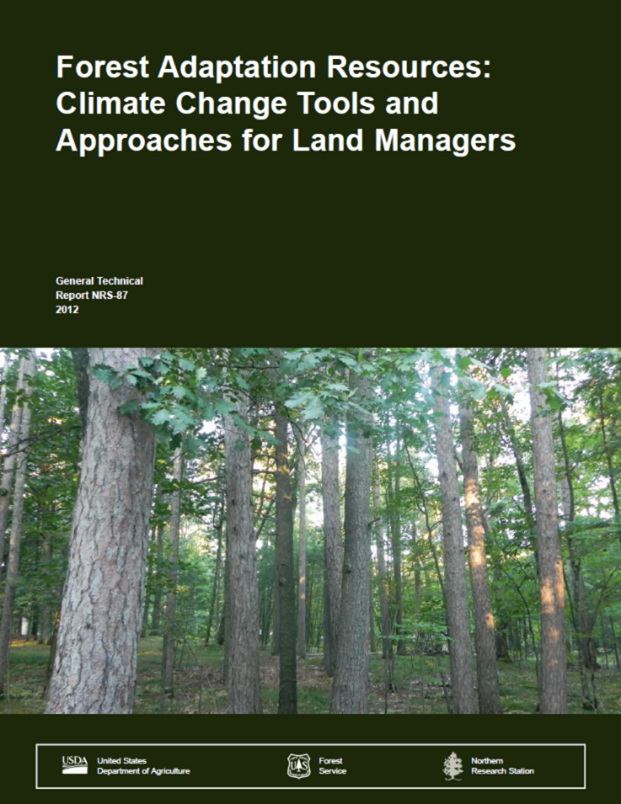 Forest Adaptation Resources:
Climate Change Tools and
Approaches for Land Managers
General Technical
Report NRS-87
2012
USDA
United States
Department of Agriculture
UAS
Forest
Service
Northern
Research Station